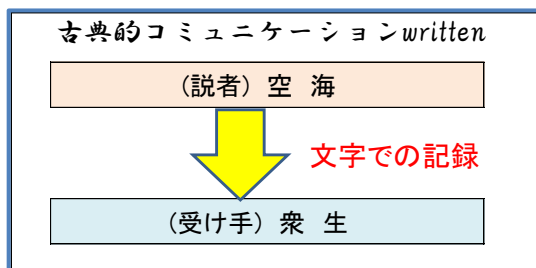 古典的コミュニケーションwritten
（説者）空 海
文字での記録
（受け手）衆 生